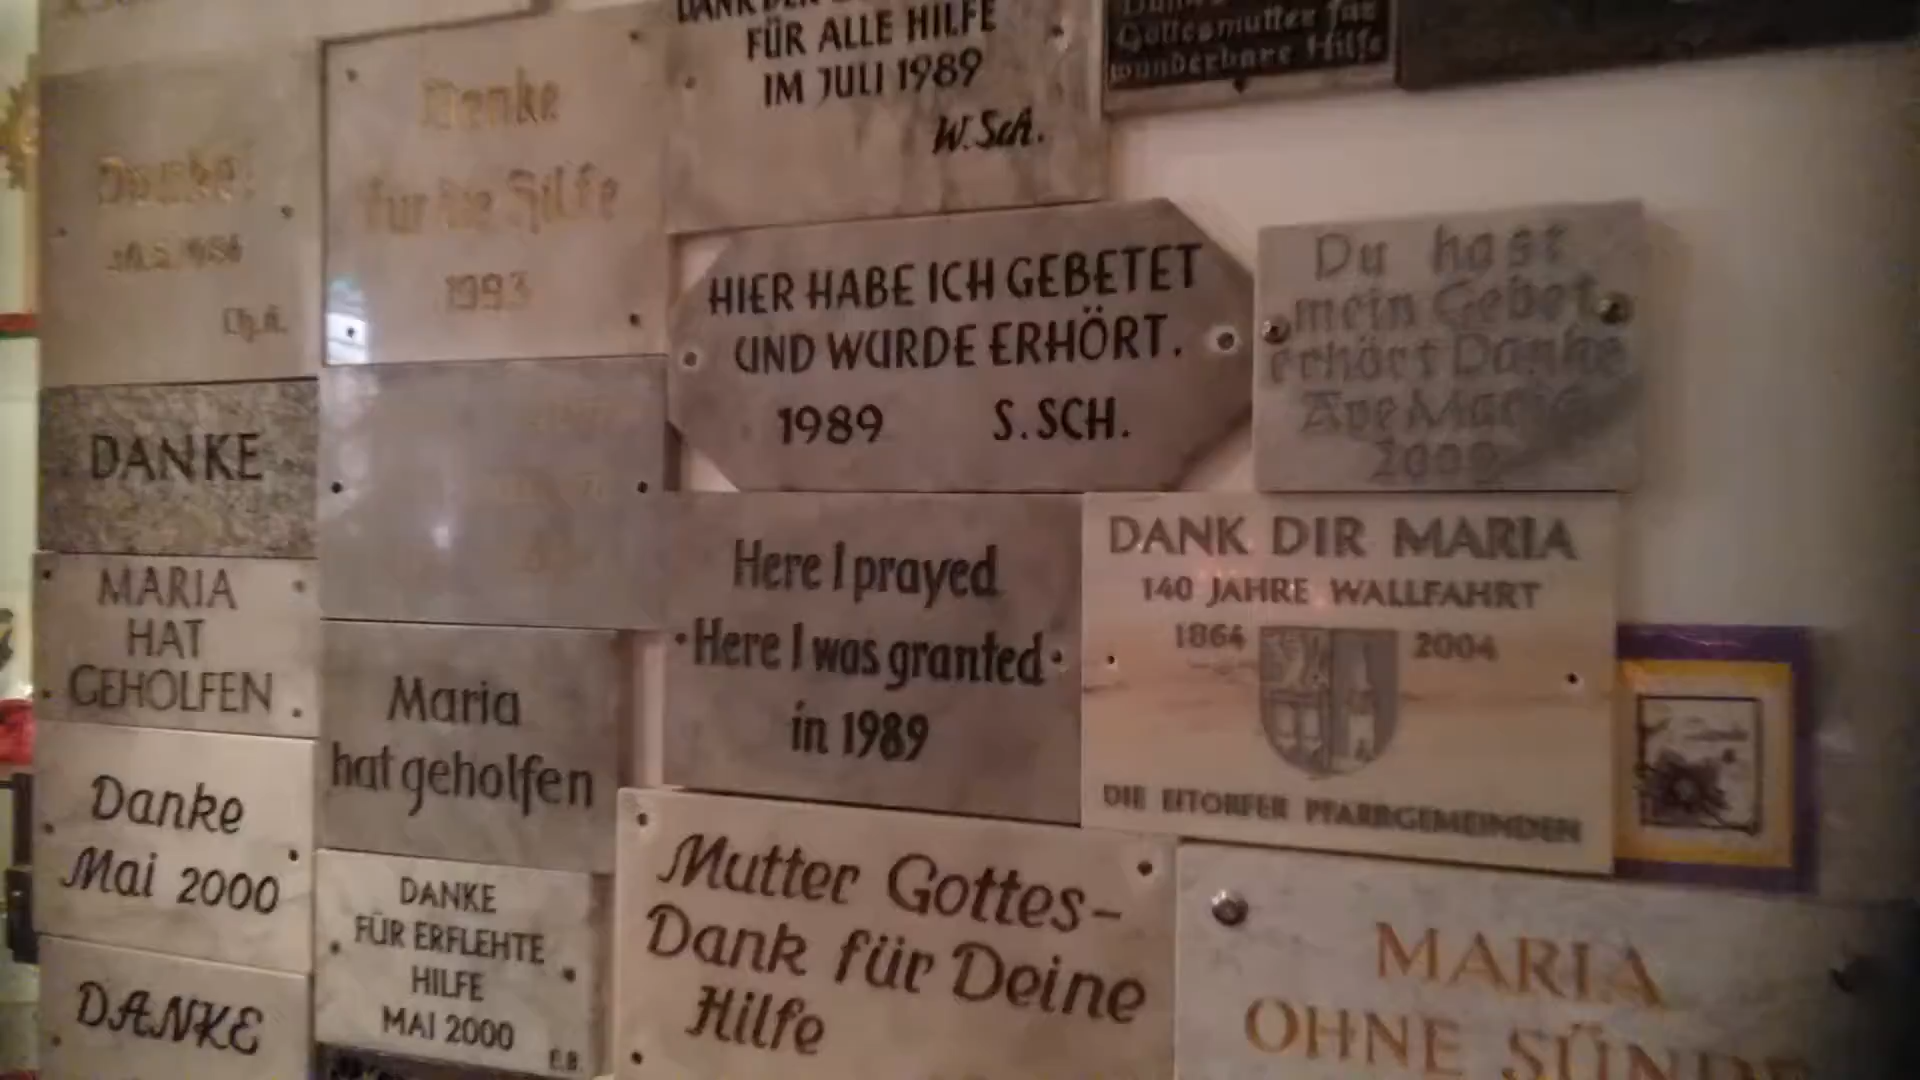 Danke
Ch.A.
Danke
für die Hilfe
1993
FÜR ALLE HILFE
IM JULI 1989
W. Sch.
Gottesmutter für
wunderbare Hilfe
HIER HABE ICH GEBETET
UND WURDE ERHÖRT.
1989 S. SCH.
Du hast
mein Gebet
erhört Danke
Ave Maria
2009
DANKE
MARIA
HAT
GEHOLFEN
Maria
hat geholfen
Here I prayed
Here I was granted
in 1989
DANK DIR MARIA
140 JAHRE WALLFAHRT
1864 2004
DIE EITORFER PFARRGEMEINDEN
Danke
Mai 2000
DANKE
FÜR ERFLEHTE
HILFE
MAI 2000
E.B.
Mutter Gottes-
Dank für Deine
Hilfe
MARIA
OHNE SÜNDE
DANKE